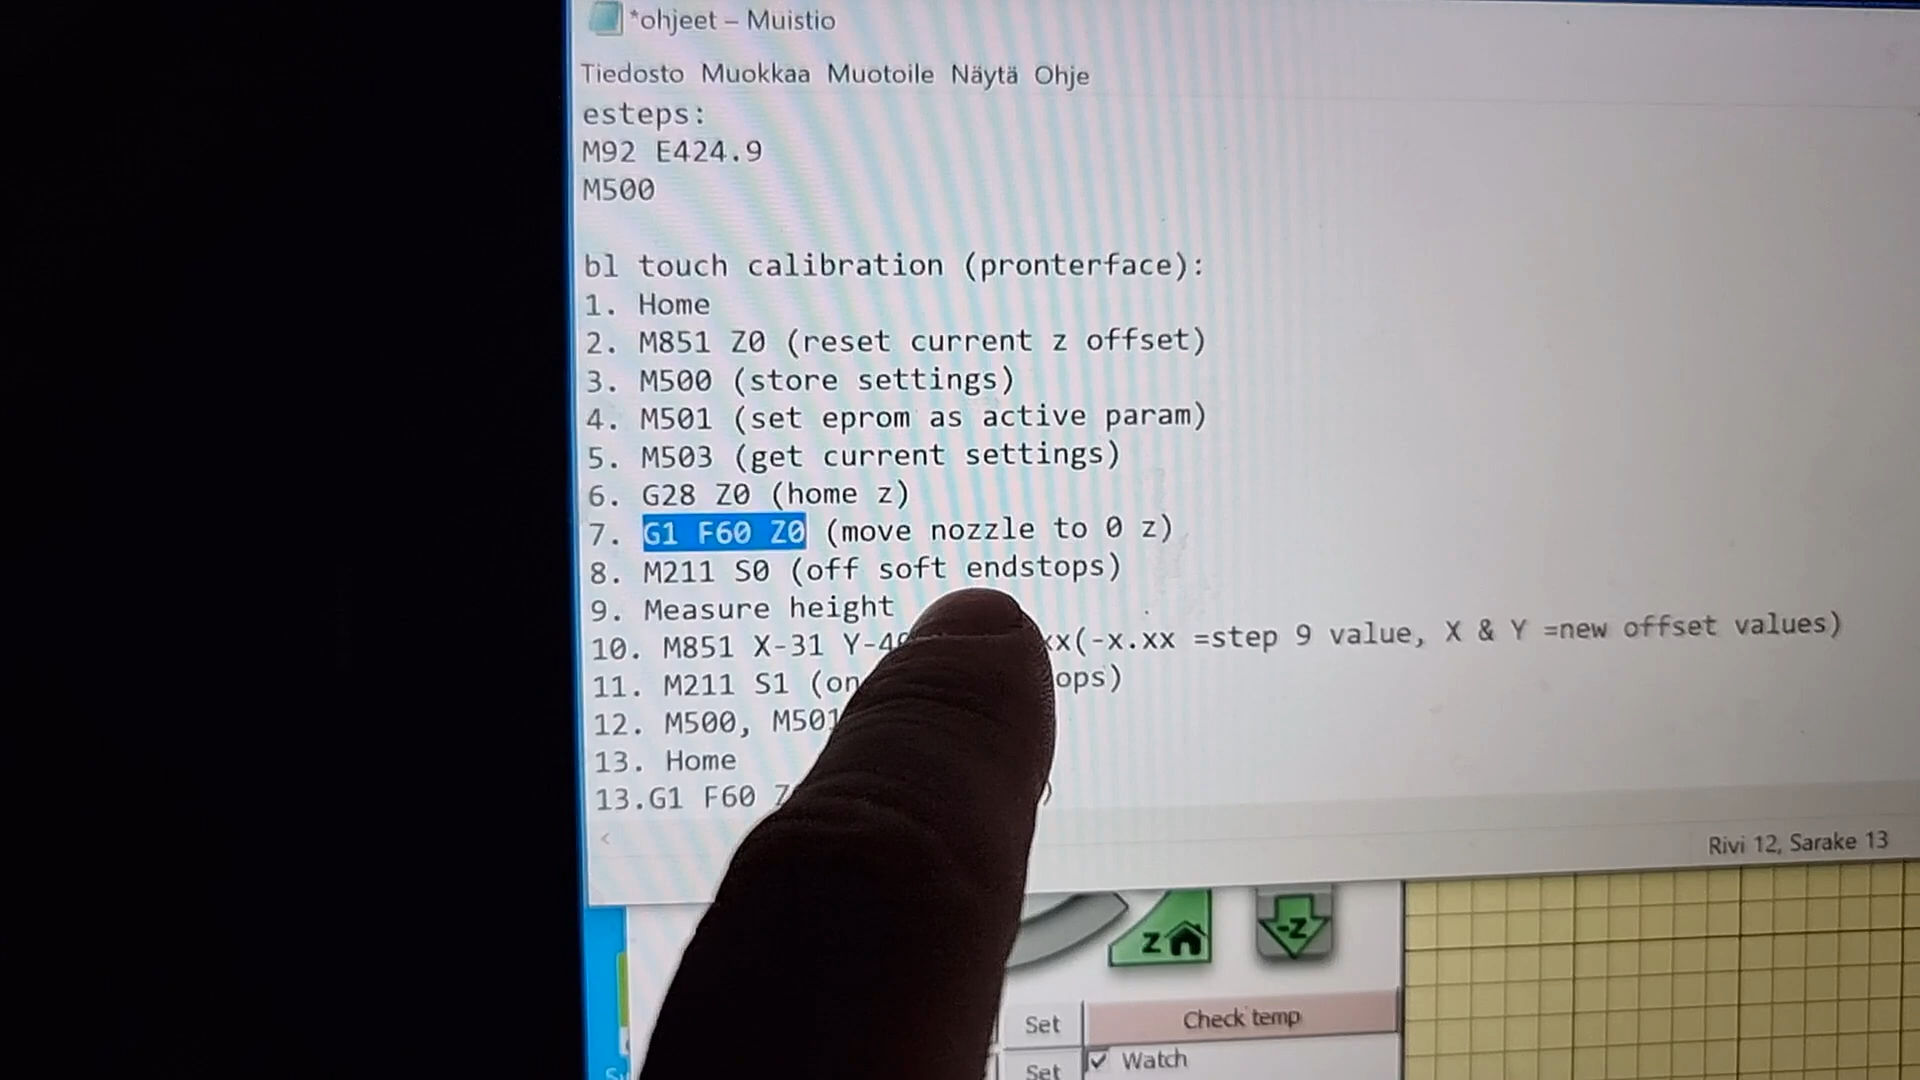 *ohjeet – Muistio
Tiedosto Muokkaa Muotoile Näytä Ohje
esteps:
M92 E424.9
M500
bl touch calibration (pronterface):
1. Home
2. M851 Z0 (reset current z offset)
3. M500 (store settings)
4. M501 (set eprom as active param)
5. M503 (get current settings)
6. G28 Z0 (home z)
7. G1 F60 Z0 (move nozzle to 0 z)
8. M211 S0 (off soft endstops)
9. Measure height
10. M851 X-31 (-x.xx =step 9 value, X & Y =new offset values)
11. M211 S1
12. M500, M501
13. Home
13.G1 F60
Rivi 12, Sarake 13
z
-Z
Set
Check temp
Set
Watch